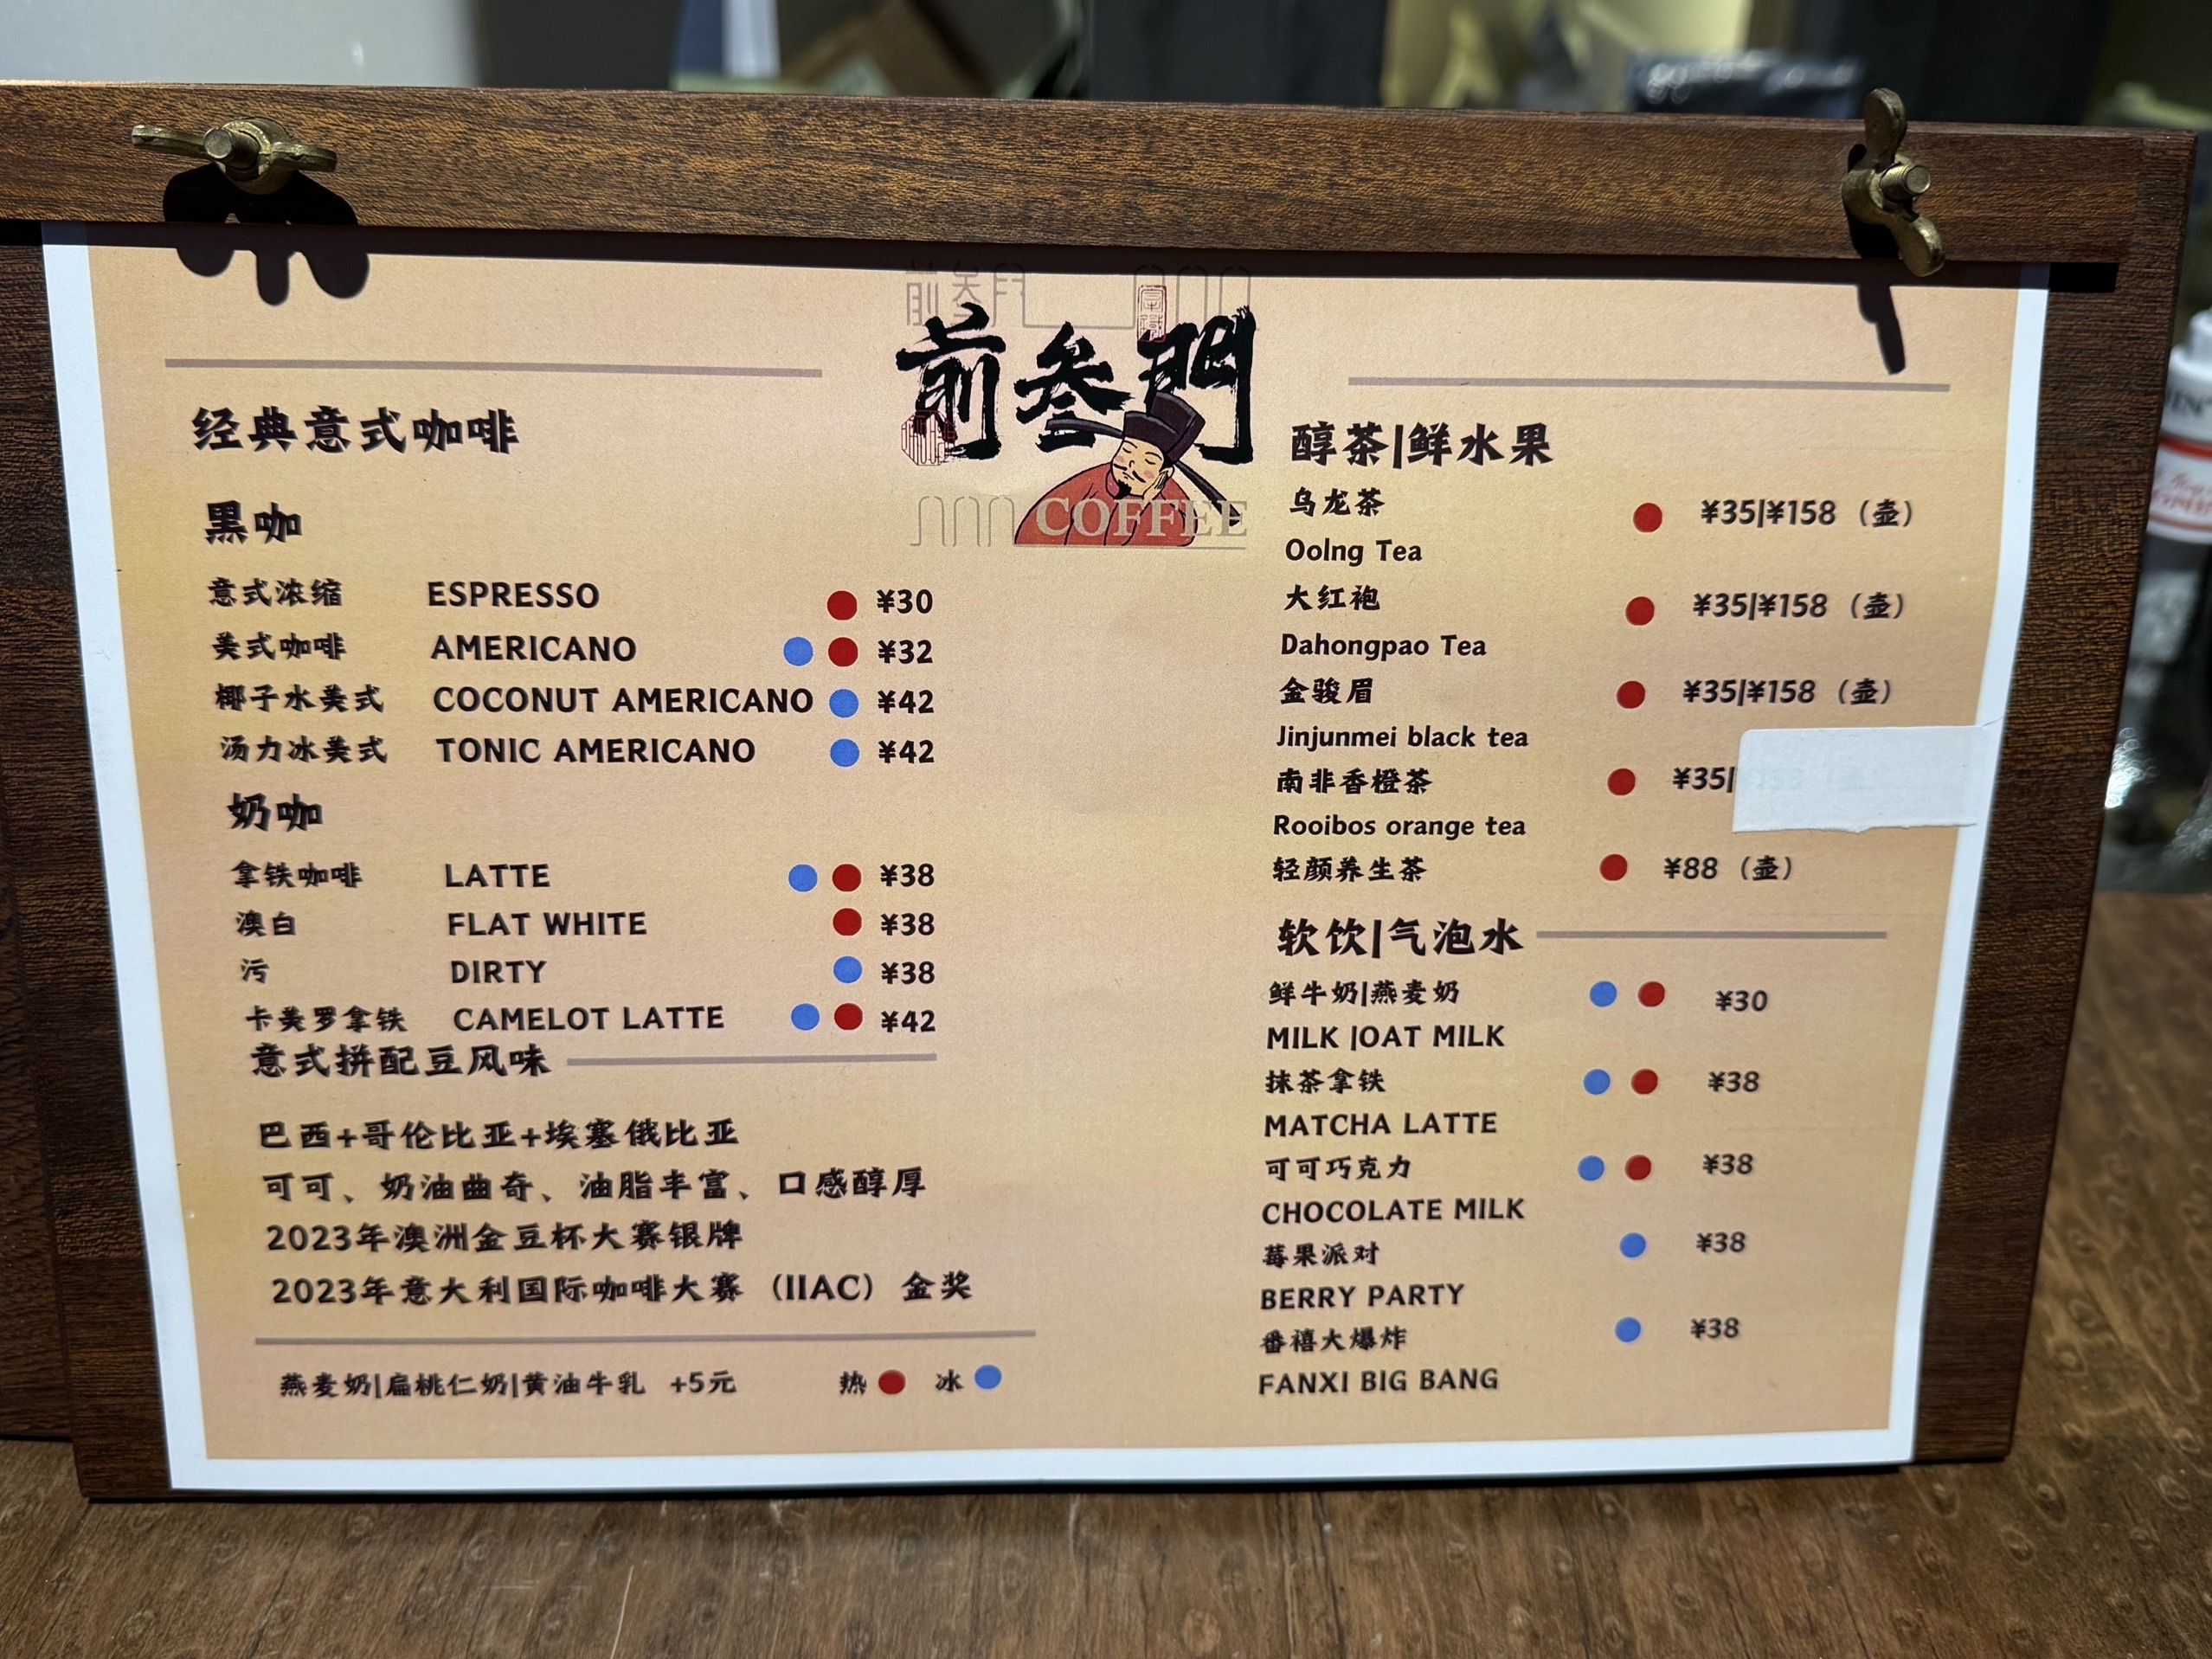 前叁門
前叁門
COFFEE
经典意式咖啡
黑咖
意式浓缩 ESPRESSO ¥30
美式咖啡 AMERICANO ¥32
椰子水美式 COCONUT AMERICANO ¥42
汤力冰美式 TONIC AMERICANO ¥42
奶咖
拿铁咖啡 LATTE ¥38
澳白 FLAT WHITE ¥38
污 DIRTY ¥38
卡美罗拿铁 CAMELOT LATTE ¥42
意式拼配豆风味
巴西+哥伦比亚+埃塞俄比亚
可可、奶油曲奇、油脂丰富、口感醇厚
2023年澳洲金豆杯大赛银牌
2023年意大利国际咖啡大赛（IIAC）金奖
燕麦奶|扁桃仁奶|黄油牛乳 +5元 热 冰
醇茶|鲜水果
乌龙茶 ¥35|¥158（壶）
Oolng Tea
大红袍 ¥35|¥158（壶）
Dahongpao Tea
金骏眉 ¥35|¥158（壶）
Jinjunmei black tea
南非香橙茶 ¥35|
Rooibos orange tea
轻颜养生茶 ¥88（壶）
软饮|气泡水
鲜牛奶|燕麦奶 ¥30
MILK |OAT MILK
抹茶拿铁 ¥38
MATCHA LATTE
可可巧克力 ¥38
CHOCOLATE MILK
莓果派对 ¥38
BERRY PARTY
番禧大爆炸 ¥38
FANXI BIG BANG